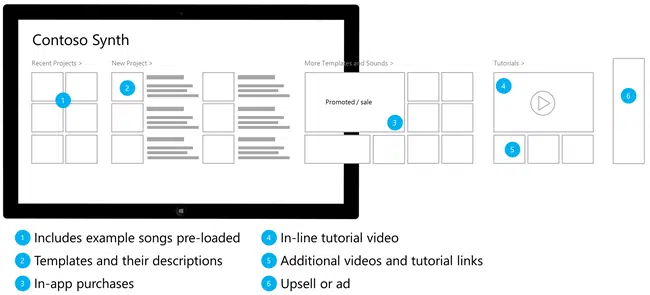 Contoso Synth
Recent Projects >
New Project >
More Templates and Sounds >
Tutorials >
1
2
Promoted / sale
3
4
5
6
1 Includes example songs pre-loaded
2 Templates and their descriptions
3 In-app purchases
4 In-line tutorial video
5 Additional videos and tutorial links
6 Upsell or ad